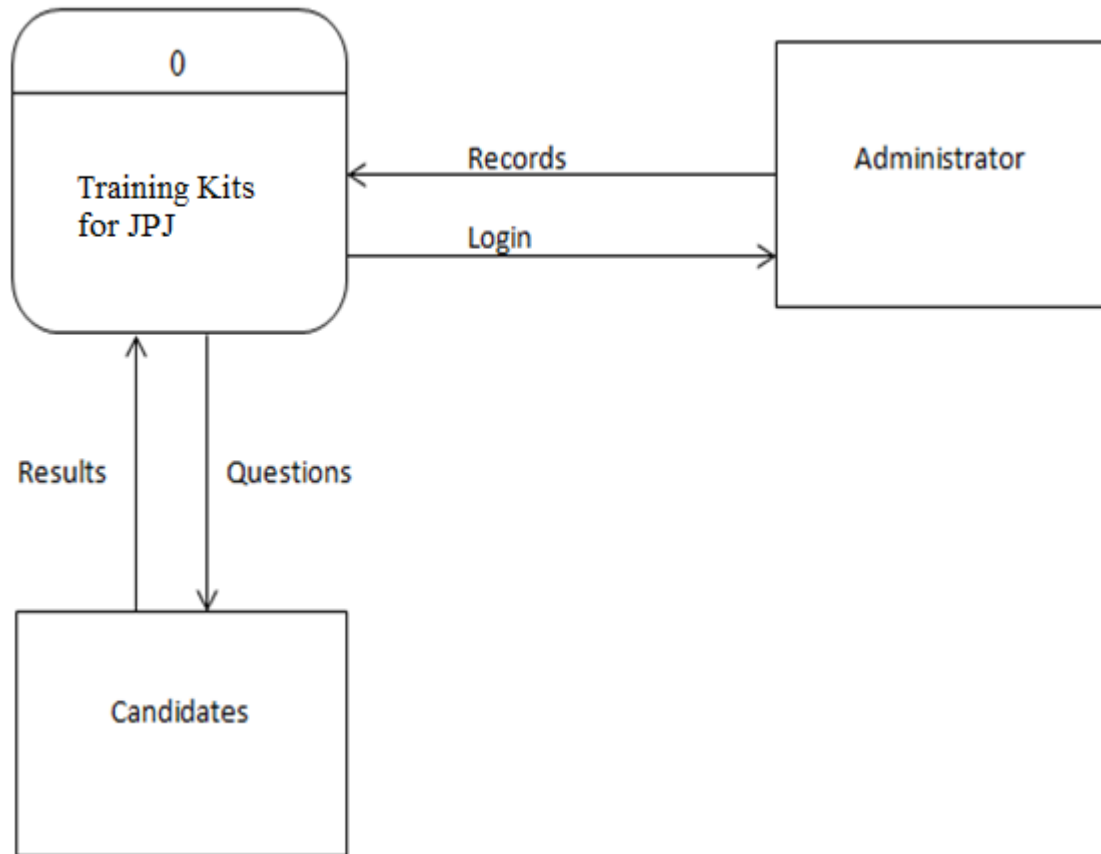 0
Training Kits
for JPJ
Records
Login
Administrator
Results
Questions
Candidates